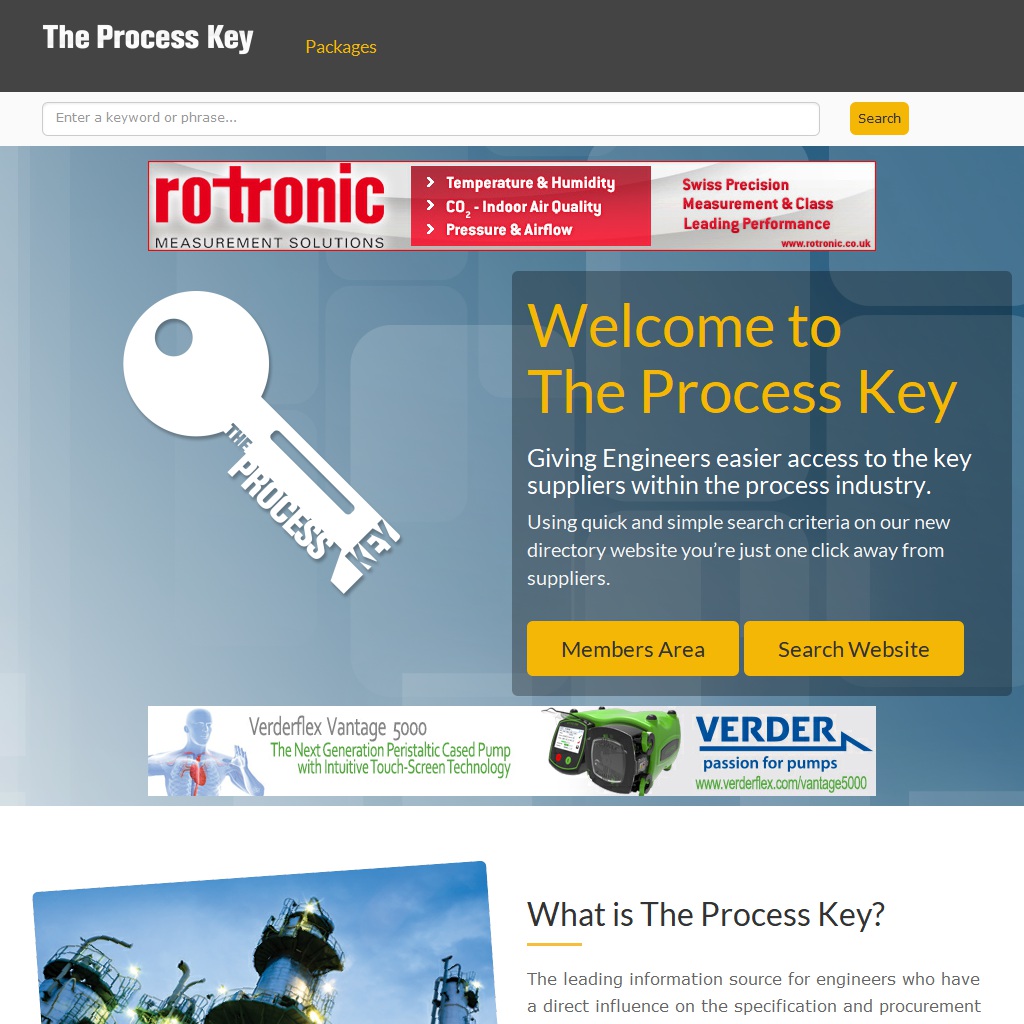 The Process Key
Packages
Enter a keyword or phrase...
Search
rotronic
MEASUREMENT SOLUTIONS
Temperature & Humidity
CO2 - Indoor Air Quality
Pressure & Airflow
Swiss Precision
Measurement & Class
Leading Performance
www.rotronic.co.uk
THE
PROCESS
KEY
Welcome to
The Process Key
Giving Engineers easier access to the key
suppliers within the process industry.
Using quick and simple search criteria on our new
directory website you’re just one click away from
suppliers.
Members Area
Search Website
Verderflex Vantage 5000
The Next Generation Peristaltic Cased Pump
with Intuitive Touch-Screen Technology
VERDER
passion for pumps
www.verderflex.com/vantage5000
What is The Process Key?
The leading information source for engineers who have
a direct influence on the specification and procurement